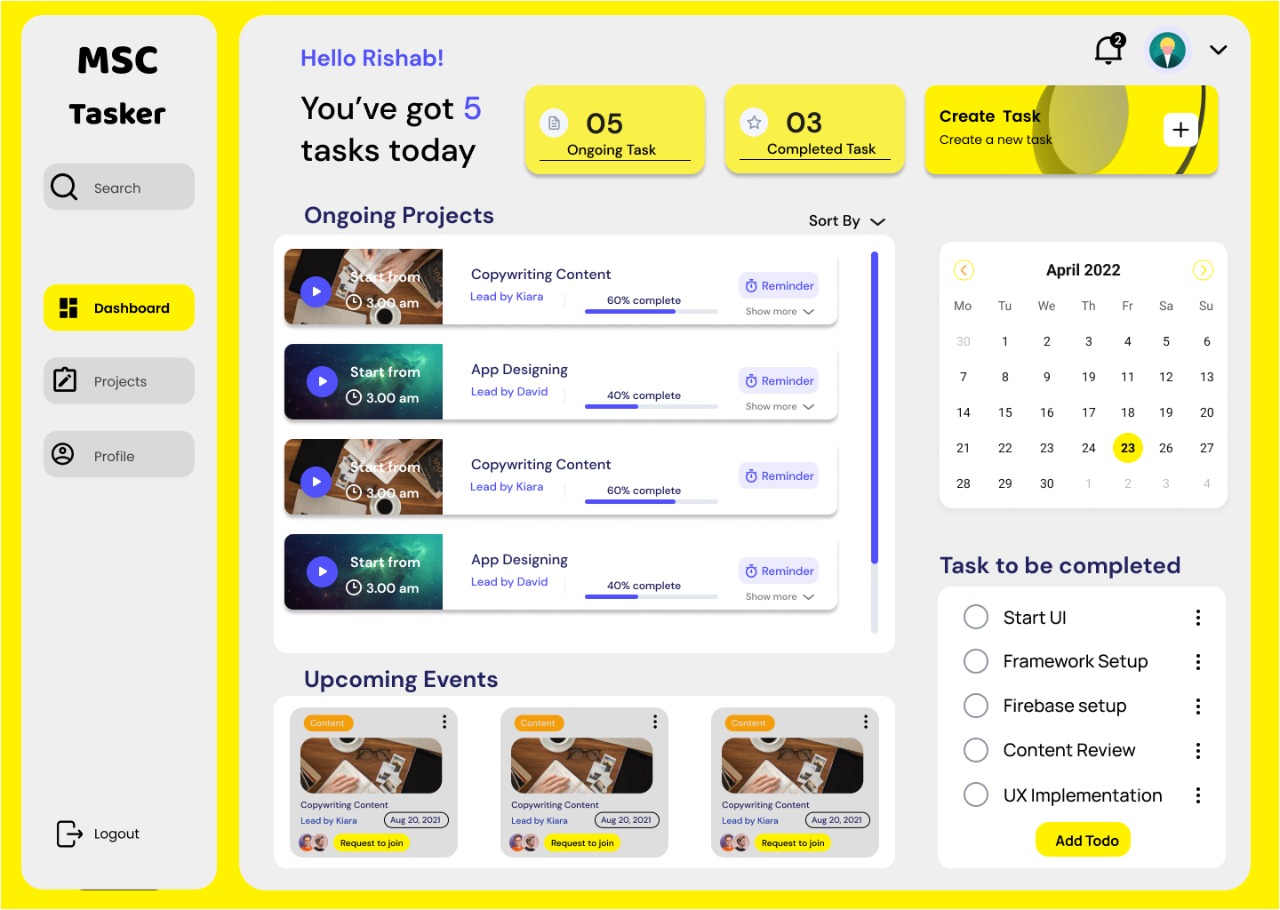 MSC
Tasker
Search
Dashboard
Projects
Profile
Logout
Hello Rishab!
You've got 5
tasks today
05
Ongoing Task
03
Completed Task
Create Task
Create a new task
2
Ongoing Projects
Sort By
Start from
3.00 am
Copywriting Content
Lead by Kiara
60% complete
Reminder
Show more
Start from
3.00 am
App Designing
Lead by David
40% complete
Reminder
Show more
Start from
3.00 am
Copywriting Content
Lead by Kiara
60% complete
Reminder
Start from
3.00 am
App Designing
Lead by David
40% complete
Reminder
Show more
Upcoming Events
Content
Copywriting Content
Lead by Kiara
Aug 20, 2021
Request to join
Content
Copywriting Content
Lead by Kiara
Aug 20, 2021
Request to join
Content
Copywriting Content
Lead by Kiara
Aug 20, 2021
Request to join
April 2022
Mo Tu We Th Fr Sa Su
30 1 2 3 4 5 6
7 8 9 19 11 12 13
14 15 16 17 18 19 20
21 22 23 24 23 26 27
28 29 30 1 2 3 4
Task to be completed
Start UI
Framework Setup
Firebase setup
Content Review
UX Implementation
Add Todo